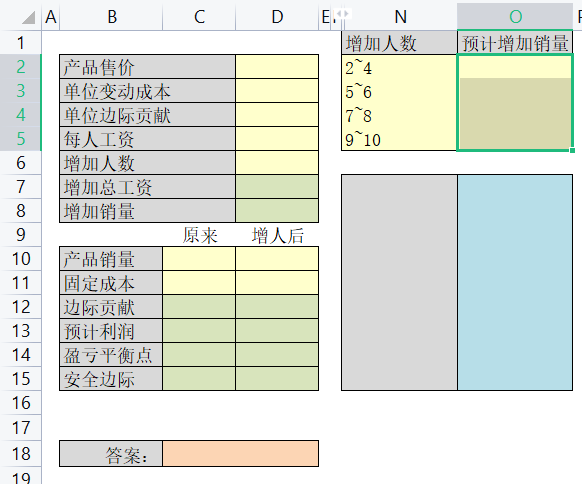 A B C D E N O
1 增加人数 预计增加销量
2 产品售价 2~4
3 单位变动成本 5~6
4 单位边际贡献 7~8
5 每人工资 9~10
6 增加人数
7 增加总工资
8 增加销量
9 原来 增人后
10 产品销量
11 固定成本
12 边际贡献
13 预计利润
14 盈亏平衡点
15 安全边际
16
17
18 答案:
19